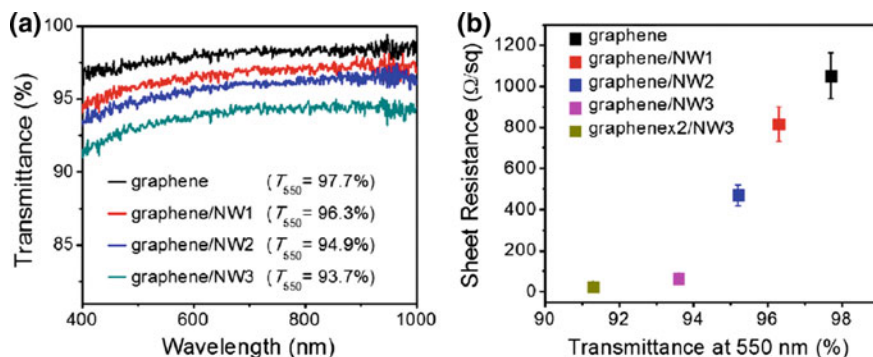 (a)
100
95
90
85
Transmittance (%)
graphene (T550 = 97.7%)
graphene/NW1 (T550 = 96.3%)
graphene/NW2 (T550 = 94.9%)
graphene/NW3 (T550 = 93.7%)
400 600 800 1000
Wavelength (nm)
(b)
1200
1000
800
600
400
200
0
Sheet Resistance (Ω/sq)
graphene
graphene/NW1
graphene/NW2
graphene/NW3
graphenex2/NW3
90 92 94 96 98
Transmittance at 550 nm (%)